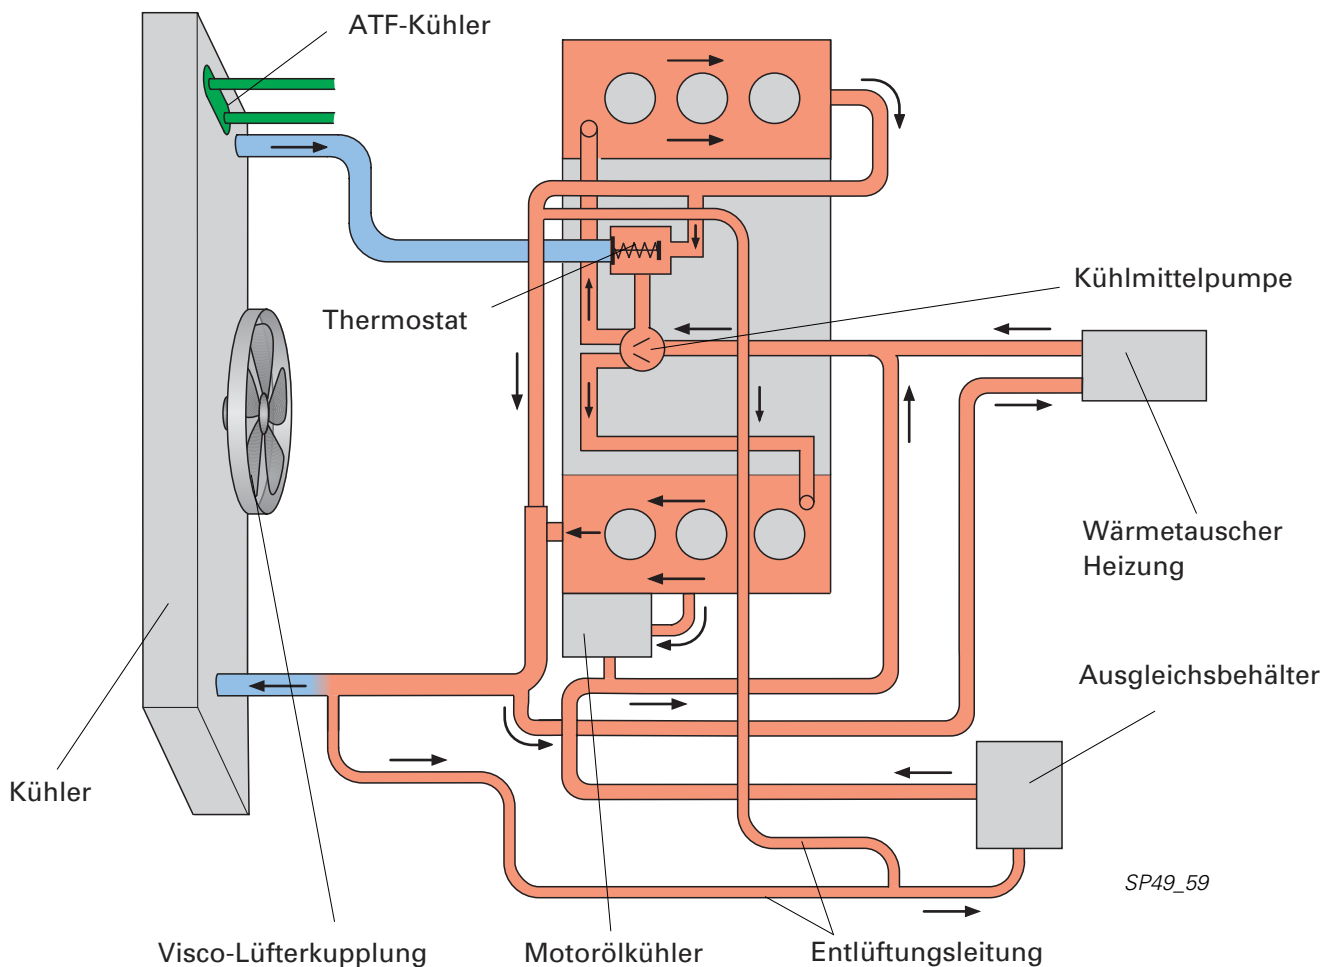 ATF-Kühler
Kühlmittelpumpe
Thermostat
Wärmetauscher
Heizung
Ausgleichsbehälter
Kühler
SP49_59
Visco-Lüfterkupplung
Motorölkühler
Entlüftungsleitung